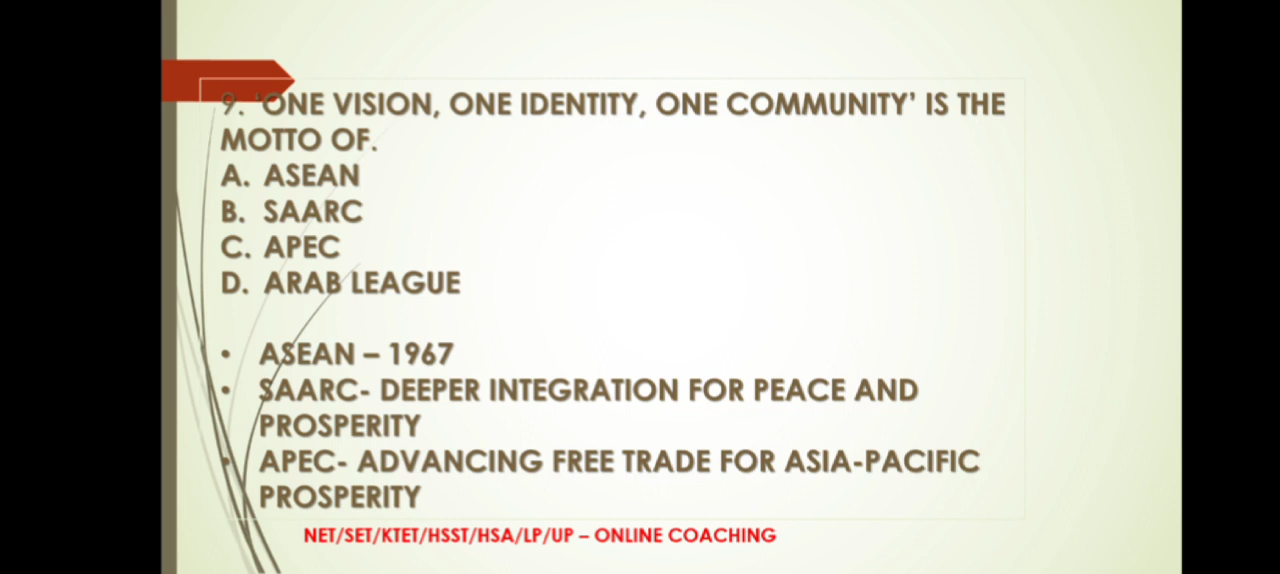 9. ‘ONE VISION, ONE IDENTITY, ONE COMMUNITY’ IS THE
MOTTO OF.
A. ASEAN
B. SAARC
C. APEC
D. ARAB LEAGUE
• ASEAN – 1967
• SAARC- DEEPER INTEGRATION FOR PEACE AND
PROSPERITY
• APEC- ADVANCING FREE TRADE FOR ASIA-PACIFIC
PROSPERITY
NET/SET/KTET/HSST/HSA/LP/UP – ONLINE COACHING